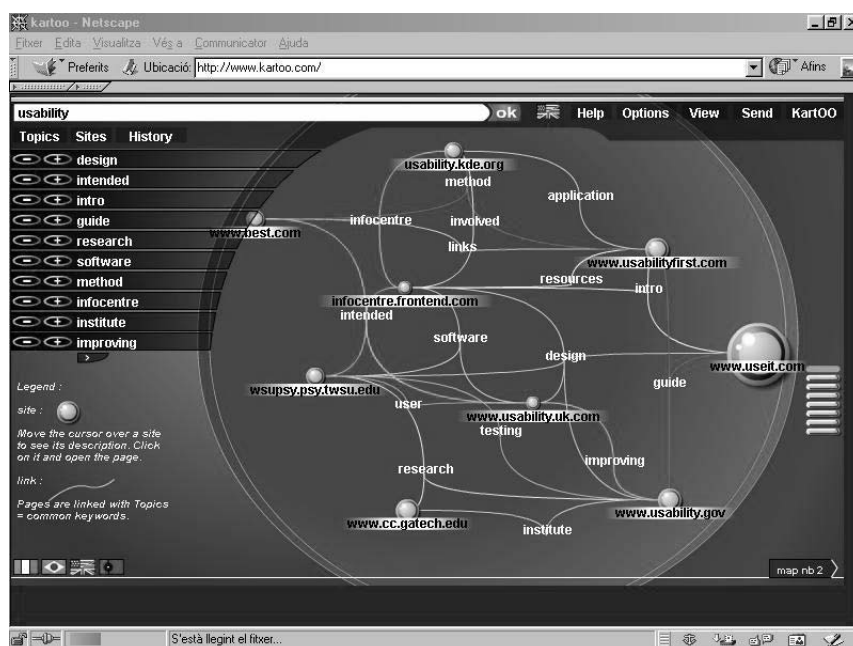 kartoo - Netscape
Fitxer Edita Visualitza Vés a Communicator Ajuda
Preferits Ubicació: http://www.kartoo.com/ Afins
usability ok Help Options View Send KartOO
Topics Sites History
design
intended
intro
guide
research
software
method
infocentre
institute
improving
Legend :
site :
Move the cursor over a site
to see its description. Click
on it and open the page.
link :
Pages are linked with Topics
= common keywords.
usability.kde.org
method
application
www.best.com
infocentre
involved
links
www.usabilityfirst.com
resources
intro
infocentre.frontend.com
intended
software
design
www.useit.com
guide
wsupsy.psy.twsu.edu
user
www.usability.uk.com
testing
improving
research
www.usability.gov
www.cc.gatech.edu
institute
map nb 2
S'està llegint el fitxer...